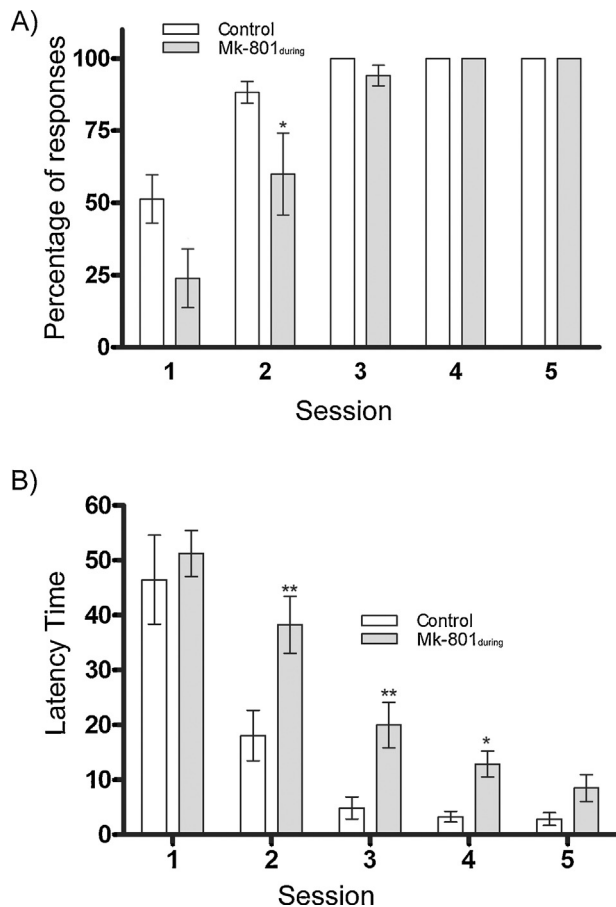 A)
Control
Mk-801during
Percentage of responses
100
75
50
25
0
*
1 2 3 4 5
Session
B)
Latency Time
60
50
40
30
20
10
0
**
Control
Mk-801during
**
*
1 2 3 4 5
Session